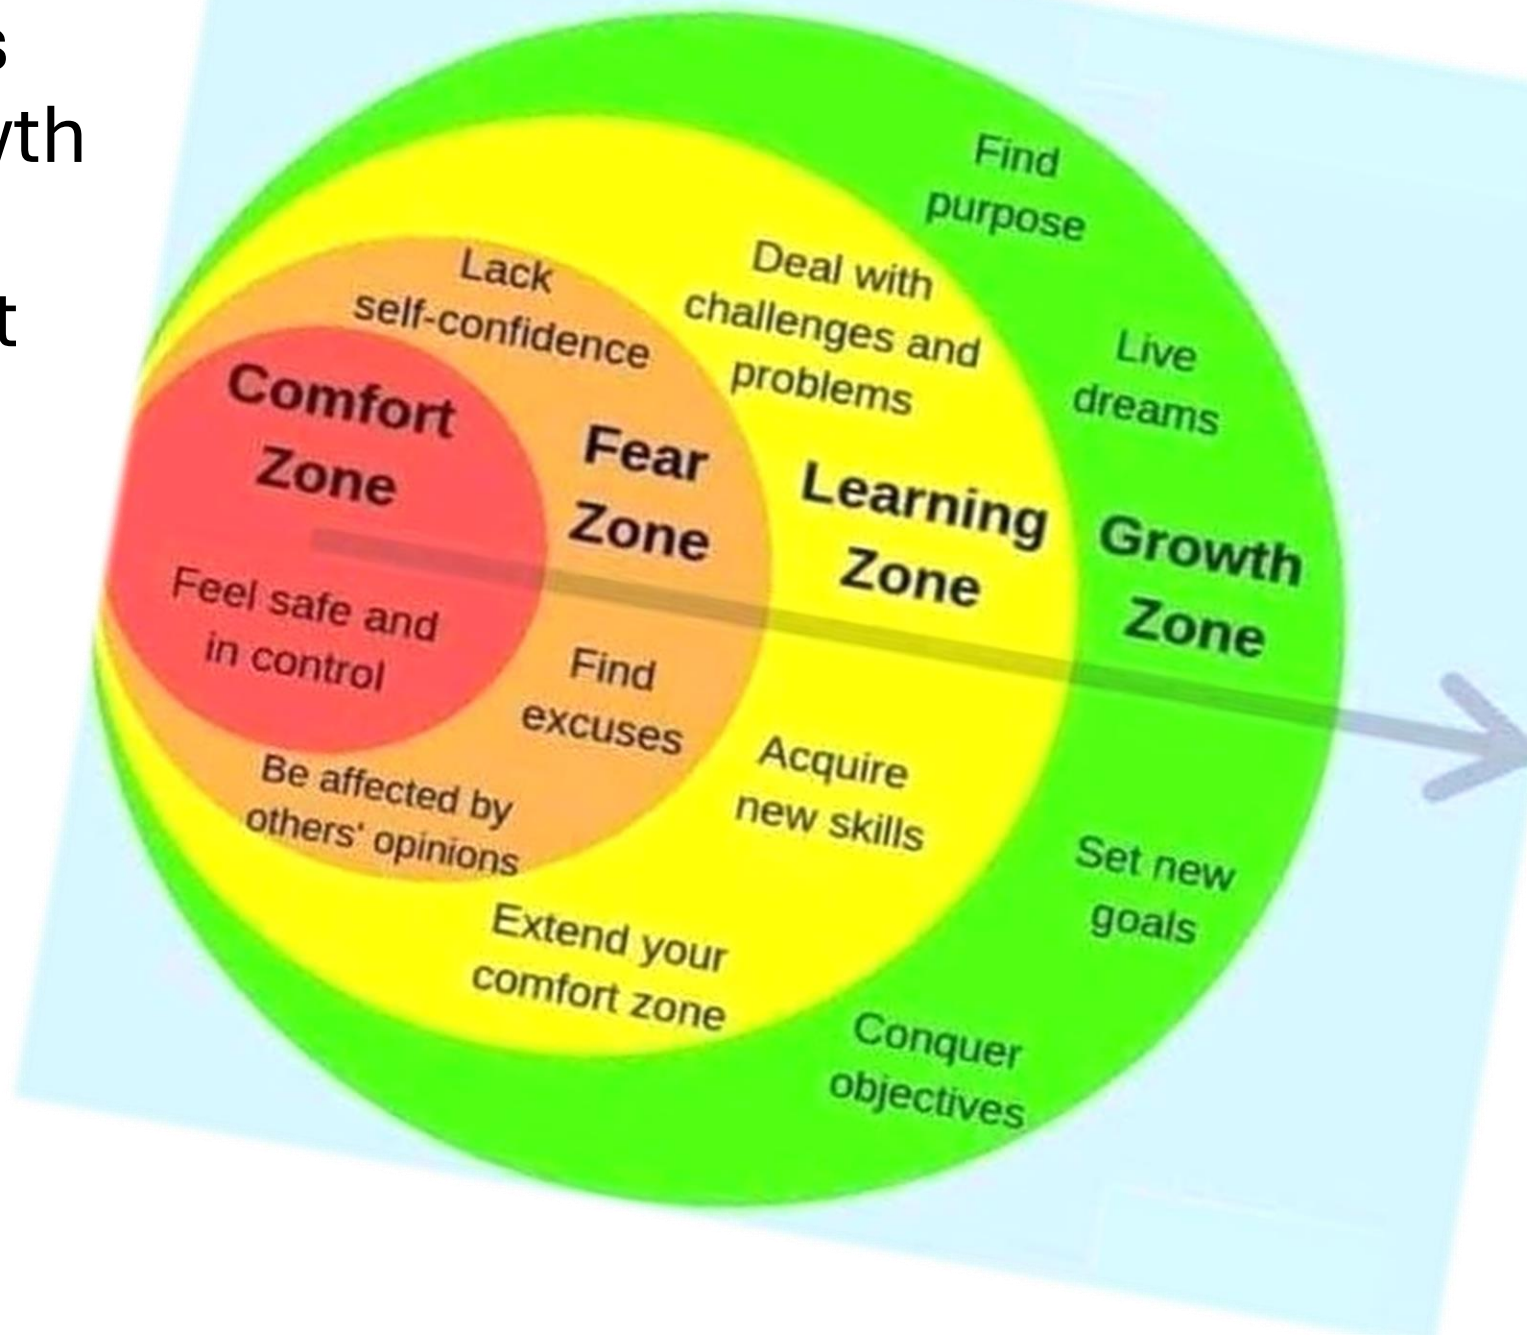 Find
purpose
Deal with
challenges and
problems
Live
dreams
Lack
self-confidence
Comfort
Zone
Fear
Zone
Learning
Zone
Growth
Zone
Feel safe and
in control
Find
excuses
Be affected by
others' opinions
Acquire
new skills
Extend your
comfort zone
Set new
goals
Conquer
objectives